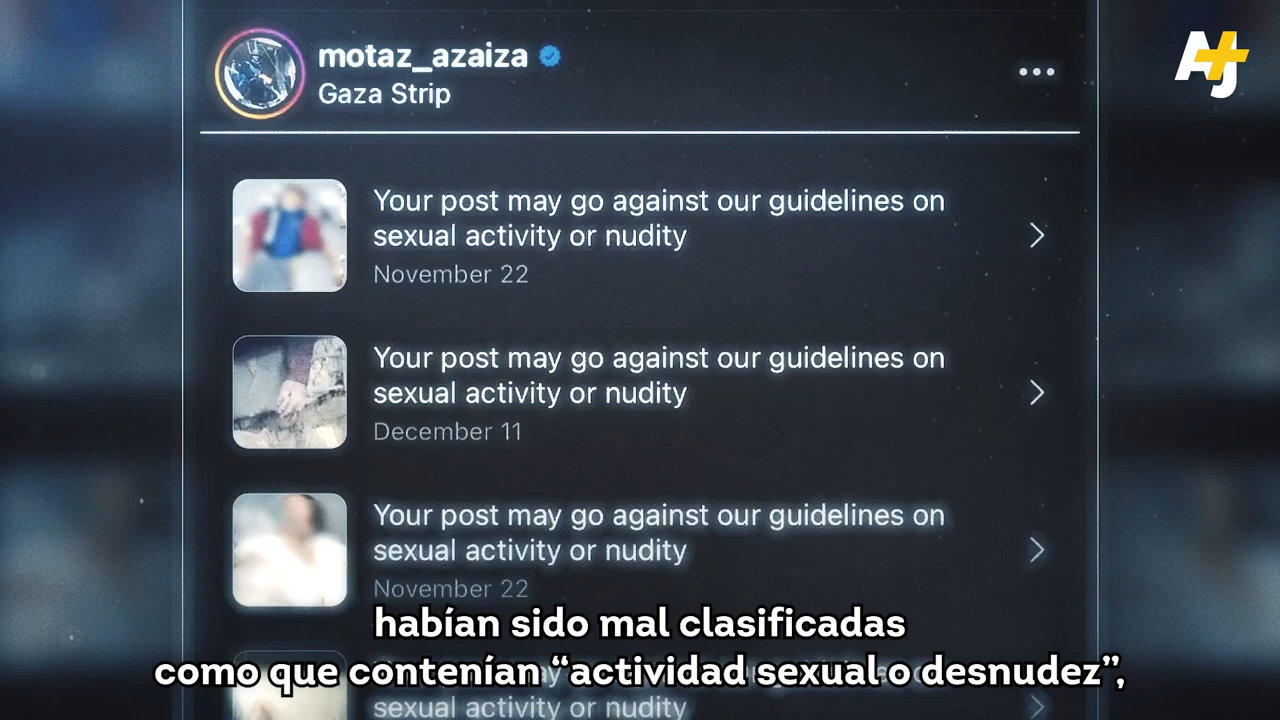 motaz_azaiza
Gaza Strip
AJ+
Your post may go against our guidelines on
sexual activity or nudity
November 22
Your post may go against our guidelines on
sexual activity or nudity
December 11
Your post may go against our guidelines on
sexual activity or nudity
November 22
habían sido mal clasificadas
como que contenían “actividad sexual o desnudez”,
sexual activity or nudity